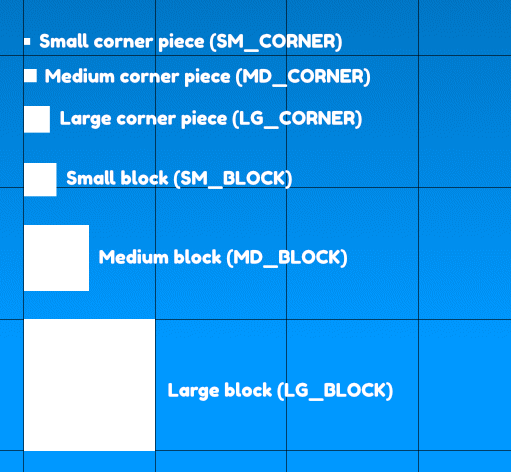 Small corner piece (SM_CORNER)
Medium corner piece (MD_CORNER)
Large corner piece (LG_CORNER)
Small block (SM_BLOCK)
Medium block (MD_BLOCK)
Large block (LG_BLOCK)